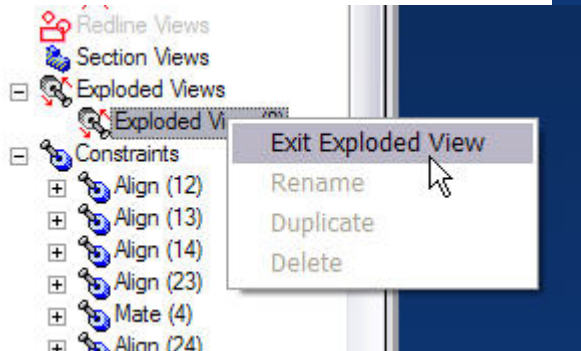 Redline Views
Section Views
Exploded Views
Exploded Vi
Exit Exploded View
Constraints
Rename
Align (12)
Align (13)
Duplicate
Align (14)
Delete
Align (23)
Mate (4)
Align (24)